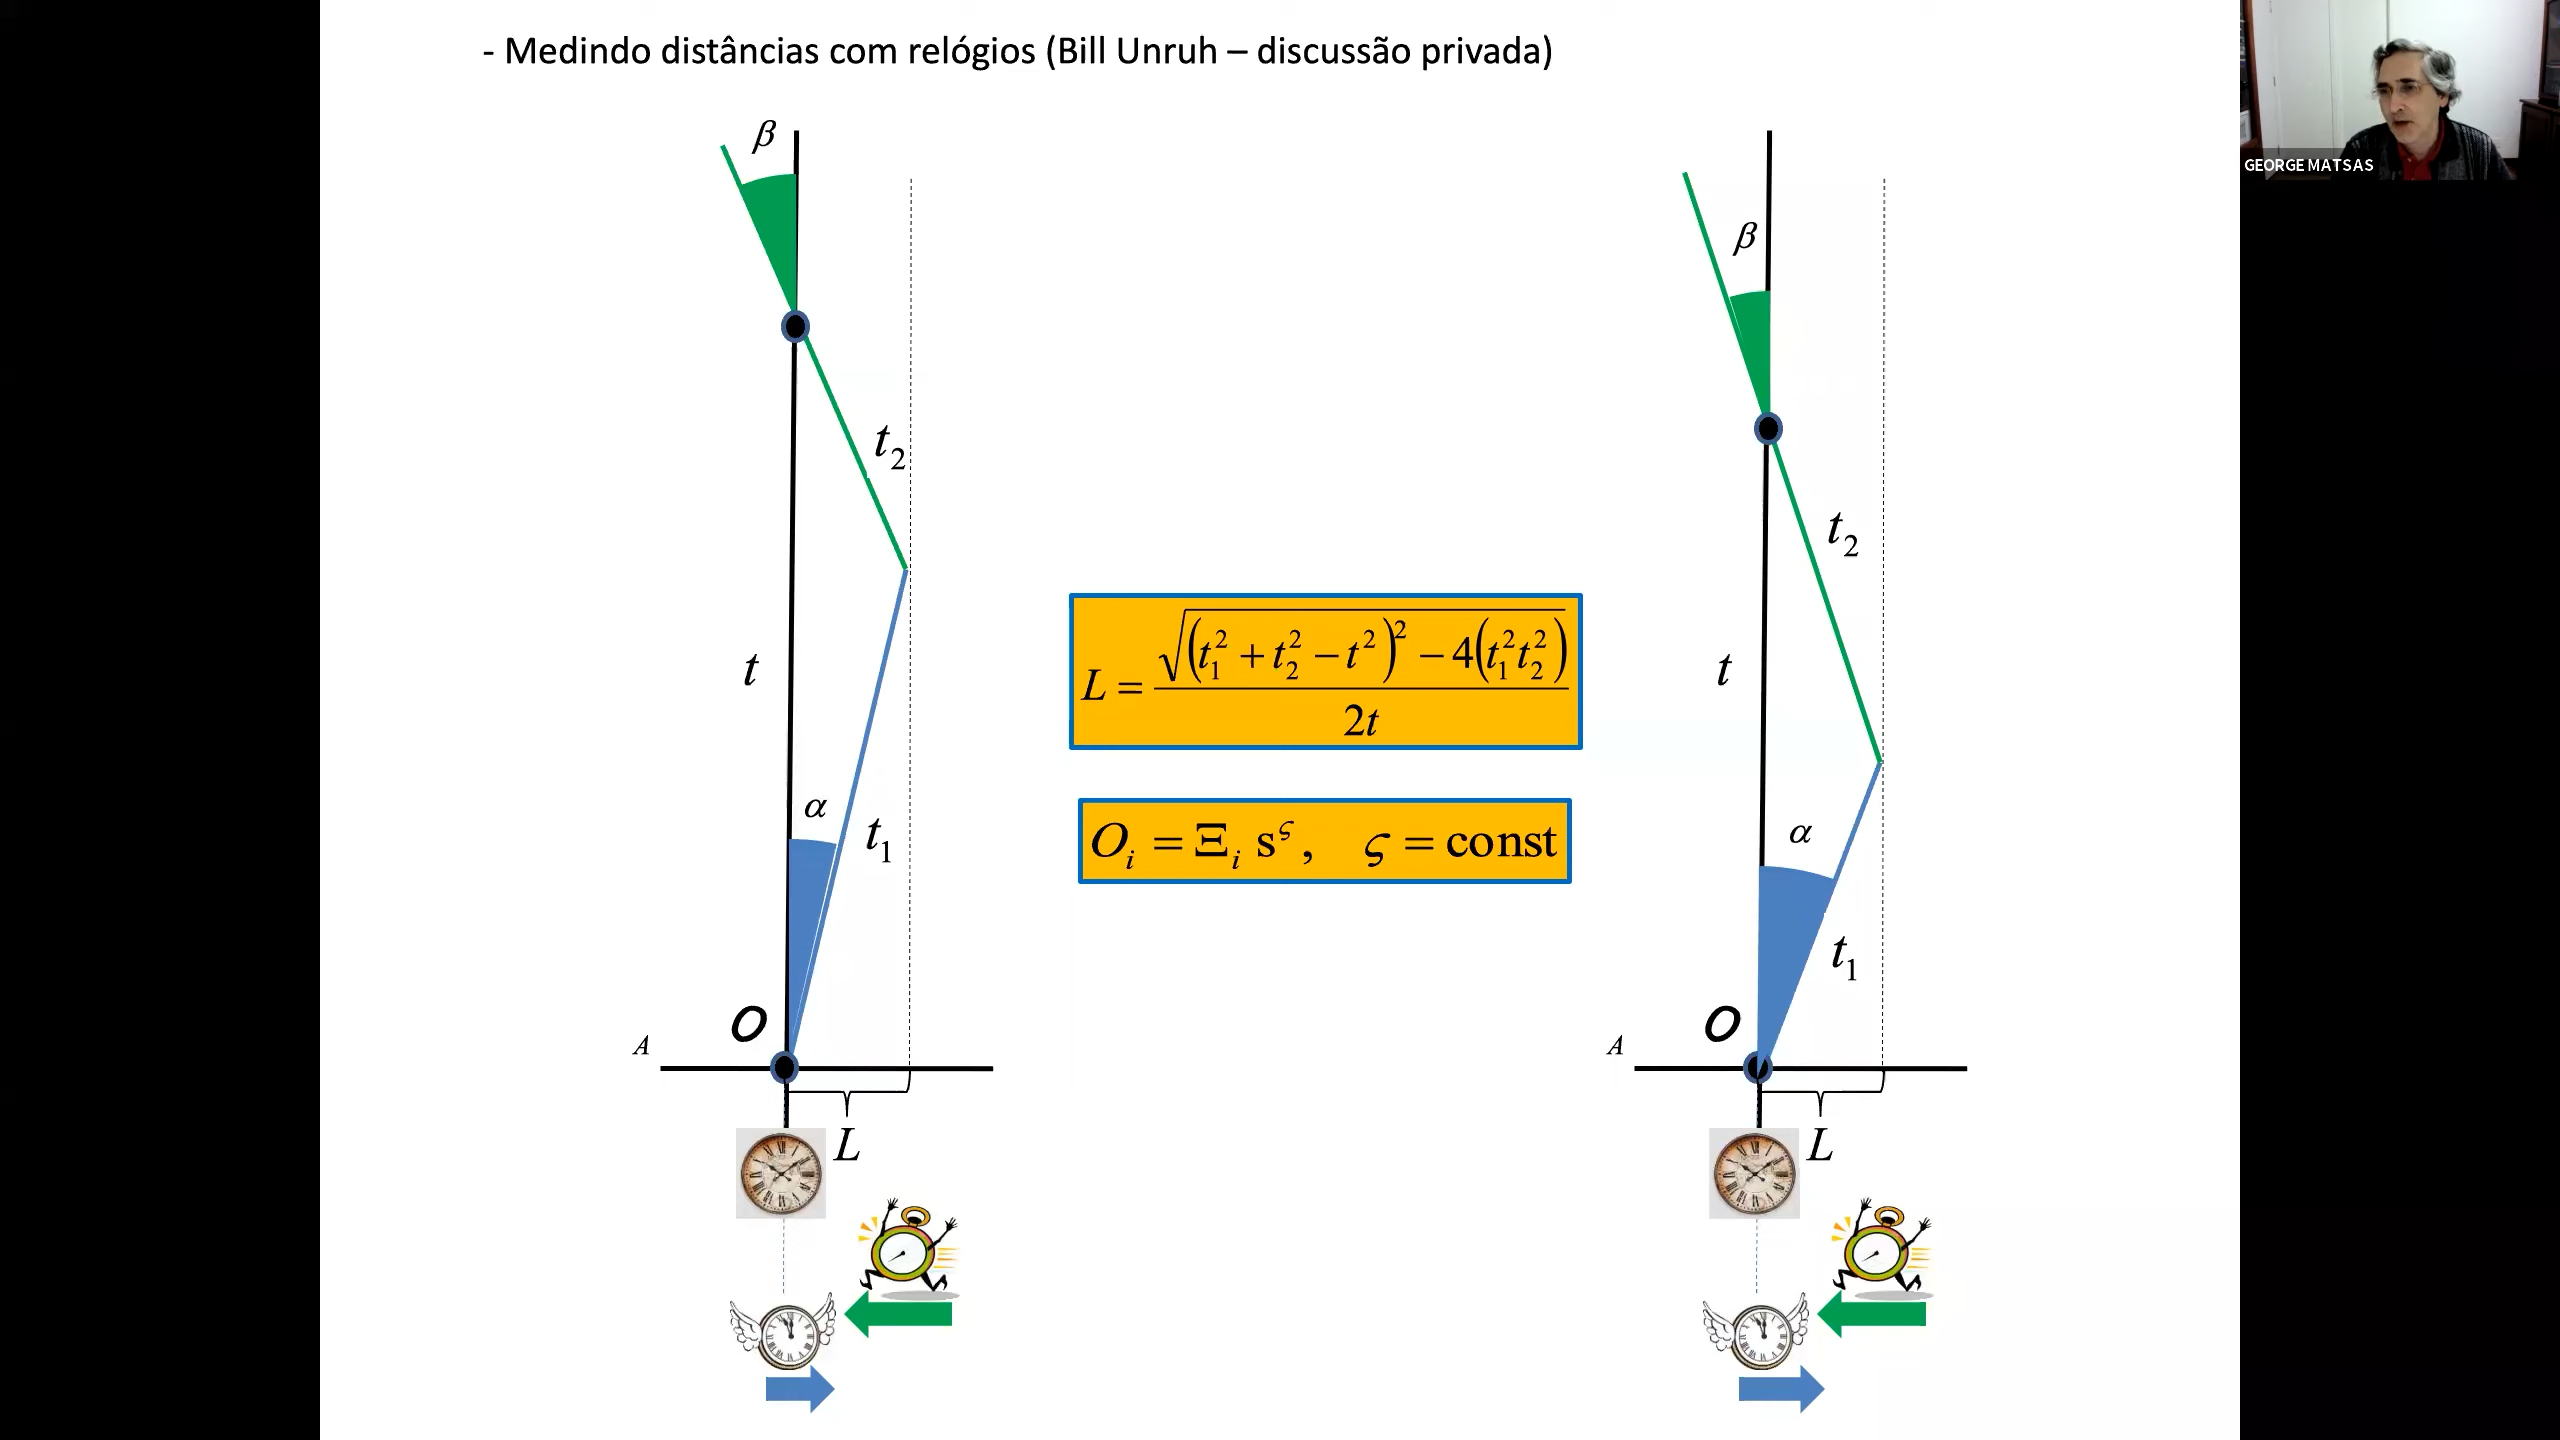 - Medindo distâncias com relógios (Bill Unruh – discussão privada)
GEORGE MATSAS
β
t₂
t
α
t₁
O
A
L
L = √((t₁² + t₂² − t²)² − 4(t₁²t₂²)) / 2t
Oᵢ = Ξᵢ s^ς, ς = const
β
t₂
t
α
t₁
O
A
L